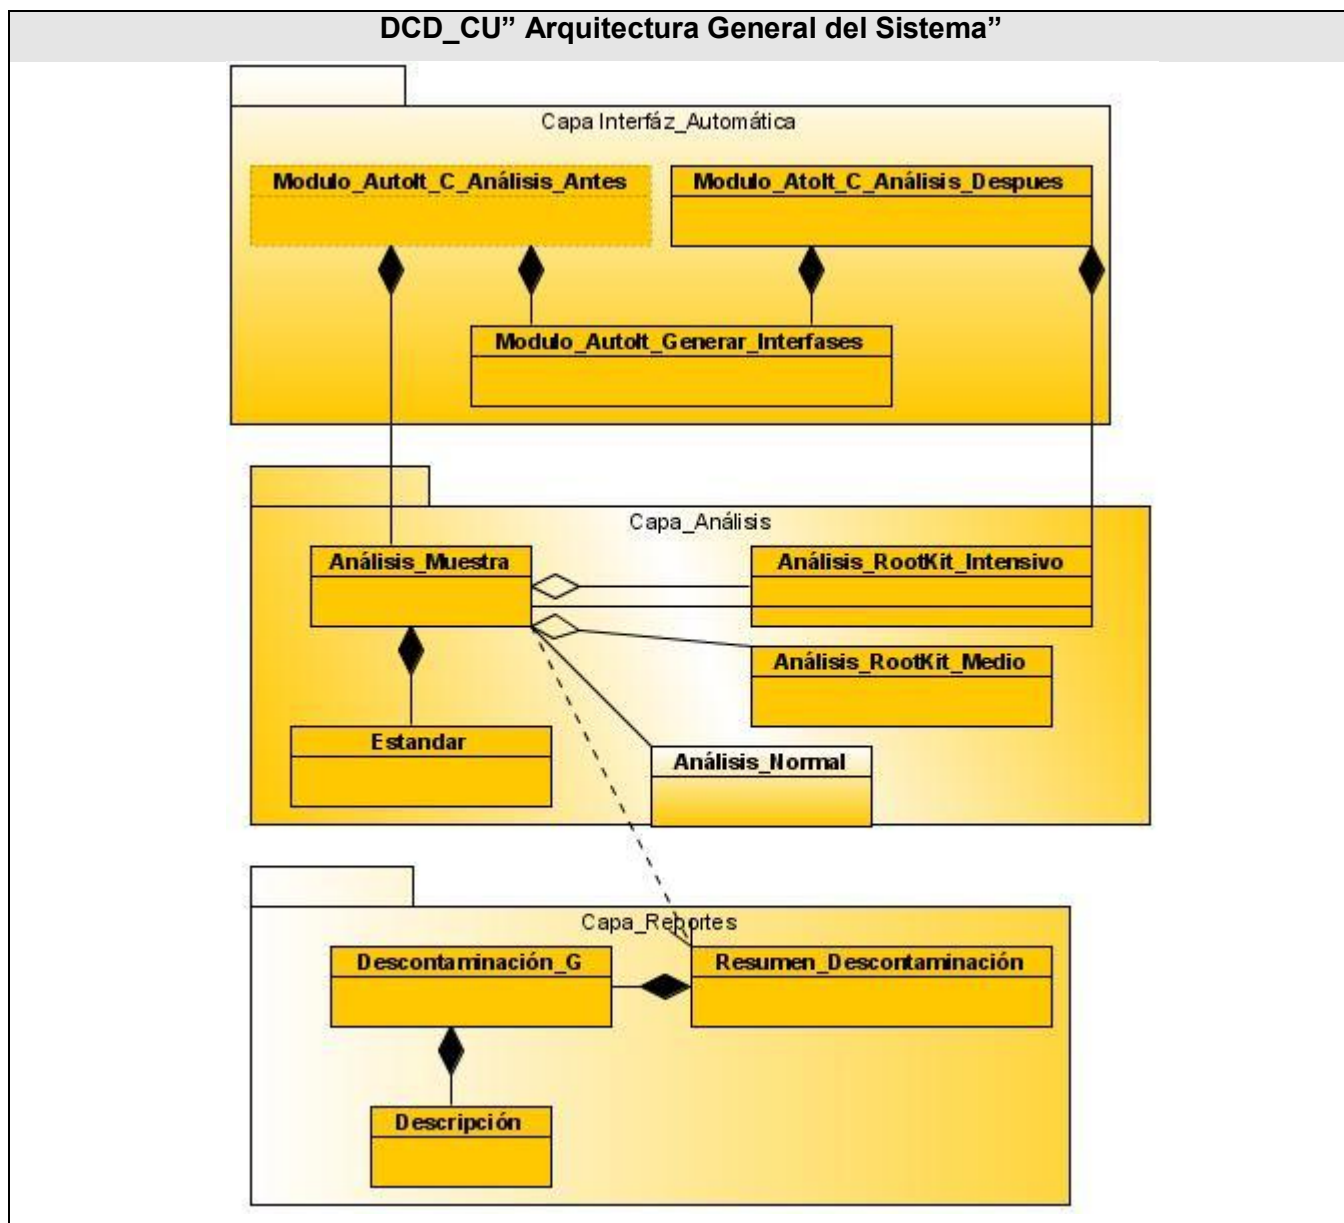 DCD_CU” Arquitectura General del Sistema”
Capa Interfáz_Automática
Modulo_AutoIt_C_Análisis_Antes
Modulo_AtoIt_C_Análisis_Despues
Modulo_AutoIt_Generar_Interfases
Capa_Análisis
Análisis_Muestra
Análisis_RootKit_Intensivo
Análisis_RootKit_Medio
Estandar
Análisis_Normal
Capa_Reportes
Descontaminación_G
Resumen_Descontaminación
Descripción